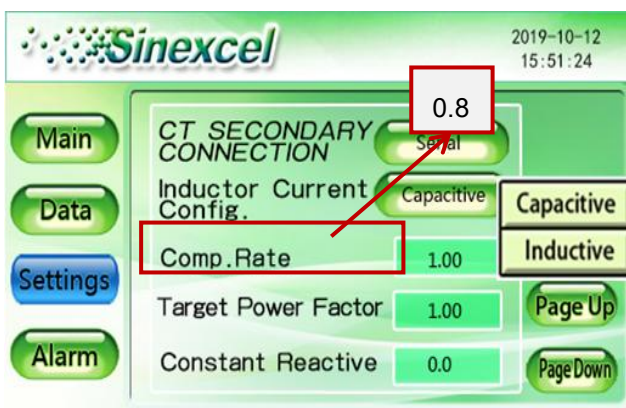 Sinexcel
2019-10-12
15:51:24
0.8
Main
Data
Settings
Alarm
CT SECONDARY
CONNECTION
Serial
Inductor Current
Config.
Capacitive
Capacitive
Inductive
Comp.Rate
1.00
Target Power Factor
1.00
Page Up
Constant Reactive
0.0
Page Down